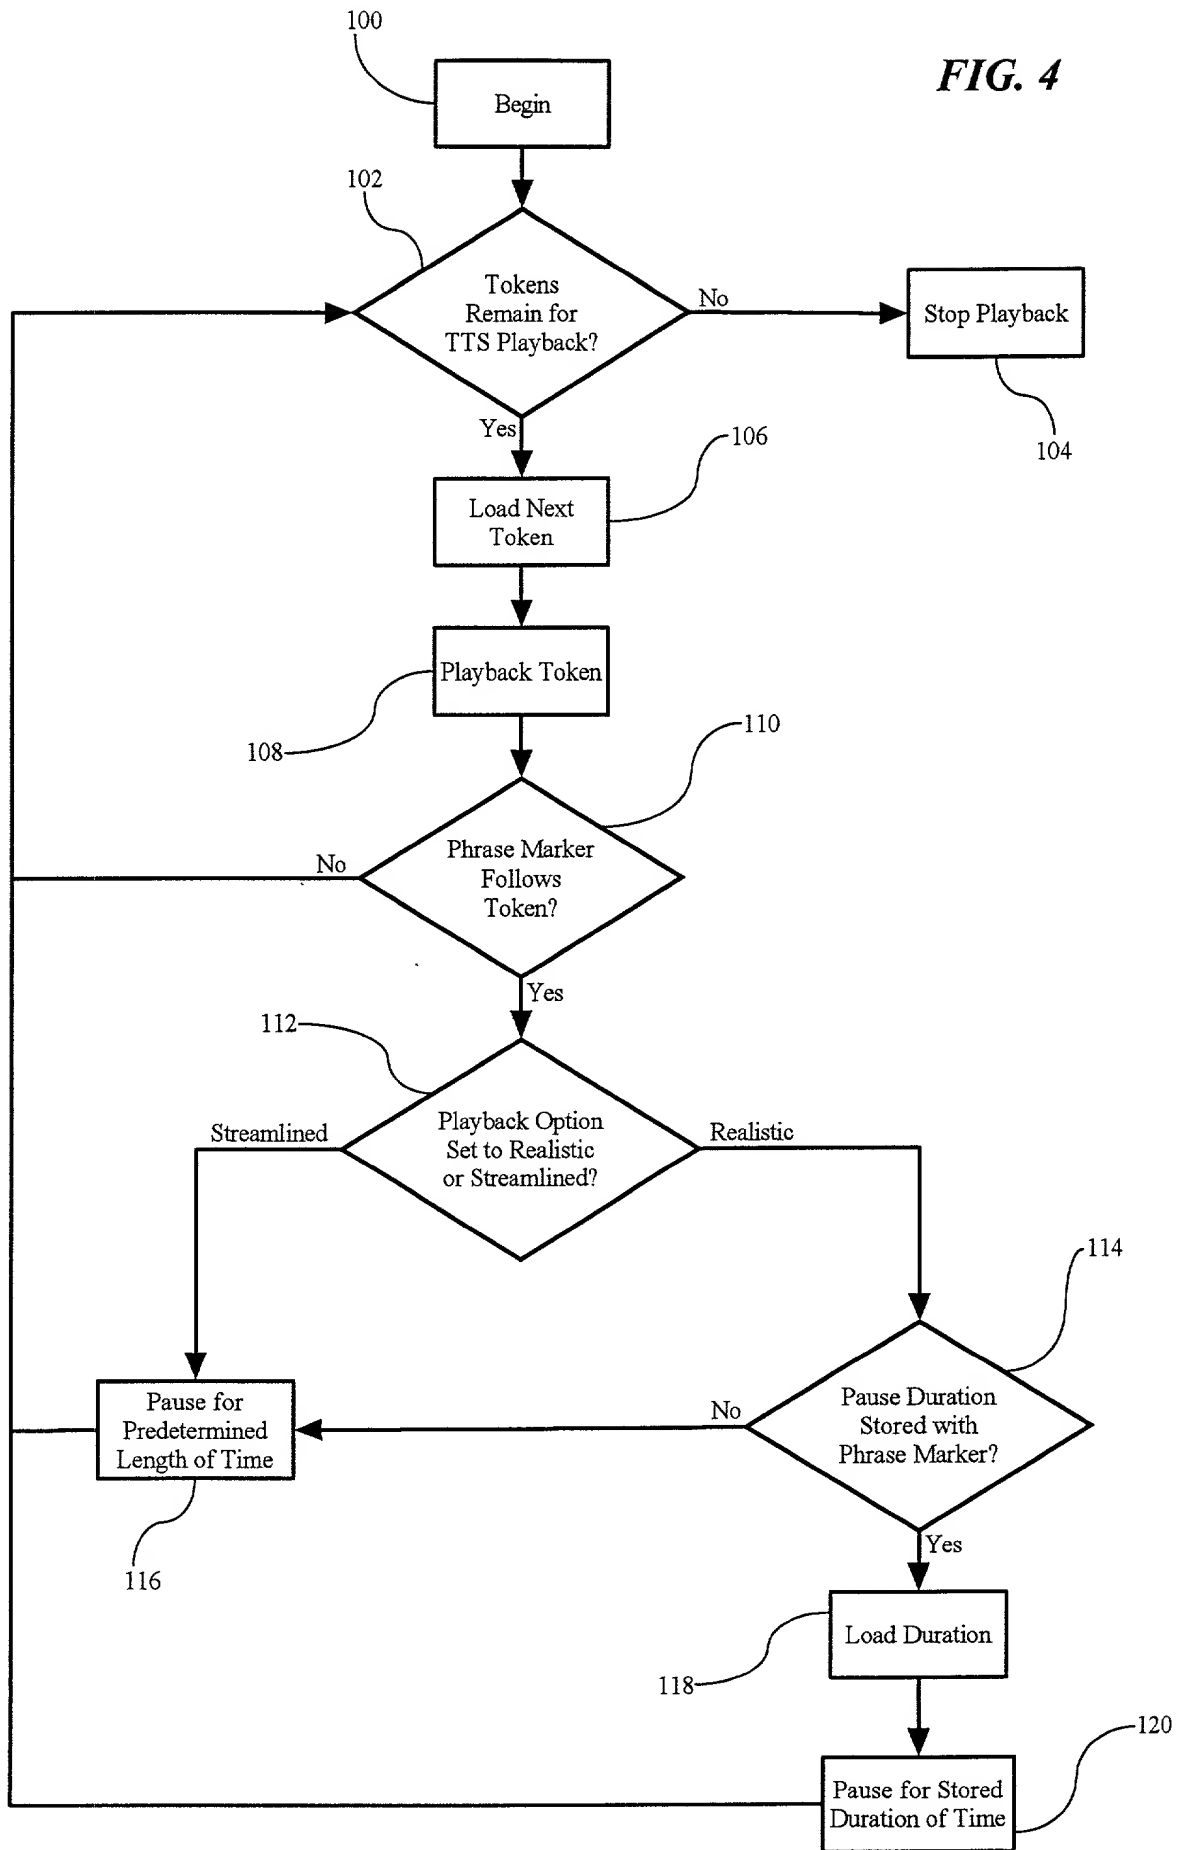 100
FIG. 4
Begin
102
Tokens
Remain for
TTS Playback?
No
Stop Playback
104
Yes
106
Load Next
Token
Playback Token
108
110
Phrase Marker
Follows
Token?
No
Yes
112
Playback Option
Set to Realistic
or Streamlined?
Streamlined
Realistic
114
Pause Duration
Stored with
Phrase Marker?
No
Pause for
Predetermined
Length of Time
116
Yes
Load Duration
118
120
Pause for Stored
Duration of Time